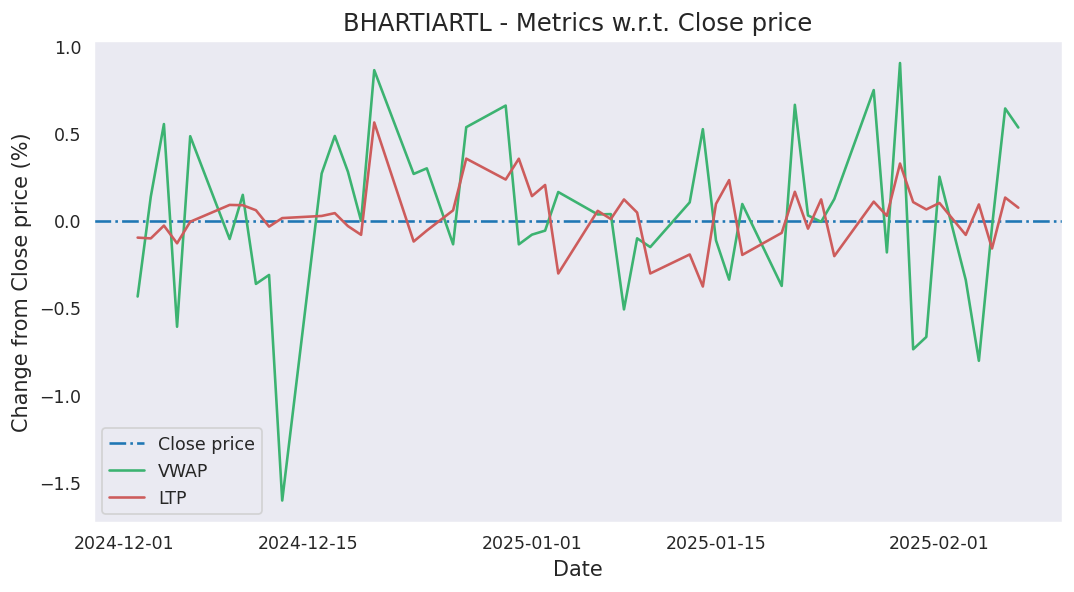 BHARTIARTL - Metrics w.r.t. Close price
Change from Close price (%)
1.0
0.5
0.0
−0.5
−1.0
−1.5
Close price
VWAP
LTP
2024-12-01 2024-12-15 2025-01-01 2025-01-15 2025-02-01
Date